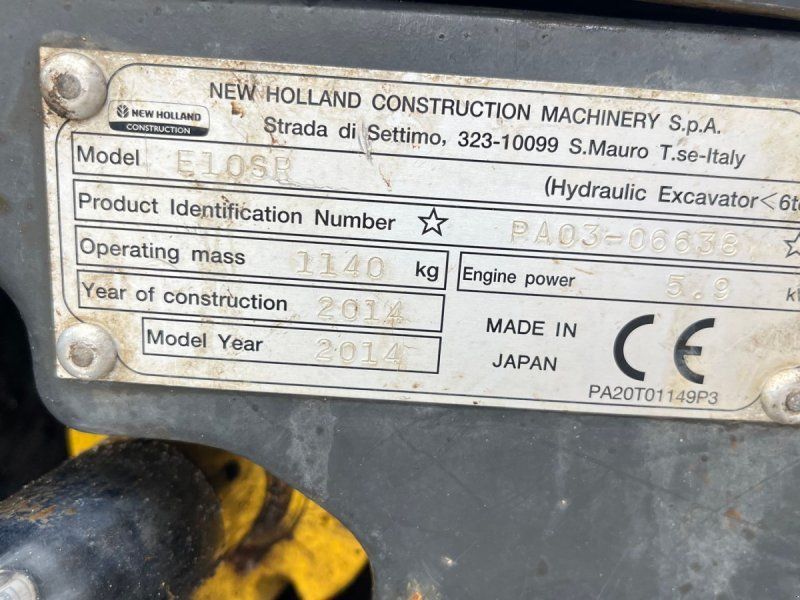 NEW HOLLAND CONSTRUCTION MACHINERY S.p.A.
NEW HOLLAND
CONSTRUCTION
Strada di Settimo, 323-10099 S.Mauro T.se-Italy
Model E10SR
(Hydraulic Excavator<6to
Product Identification Number ☆ PA03-06638 ☆
Operating mass 1140 kg
Engine power 5.9 k
Year of construction 2014
MADE IN
JAPAN
CE
Model Year 2014
PA20T01149P3